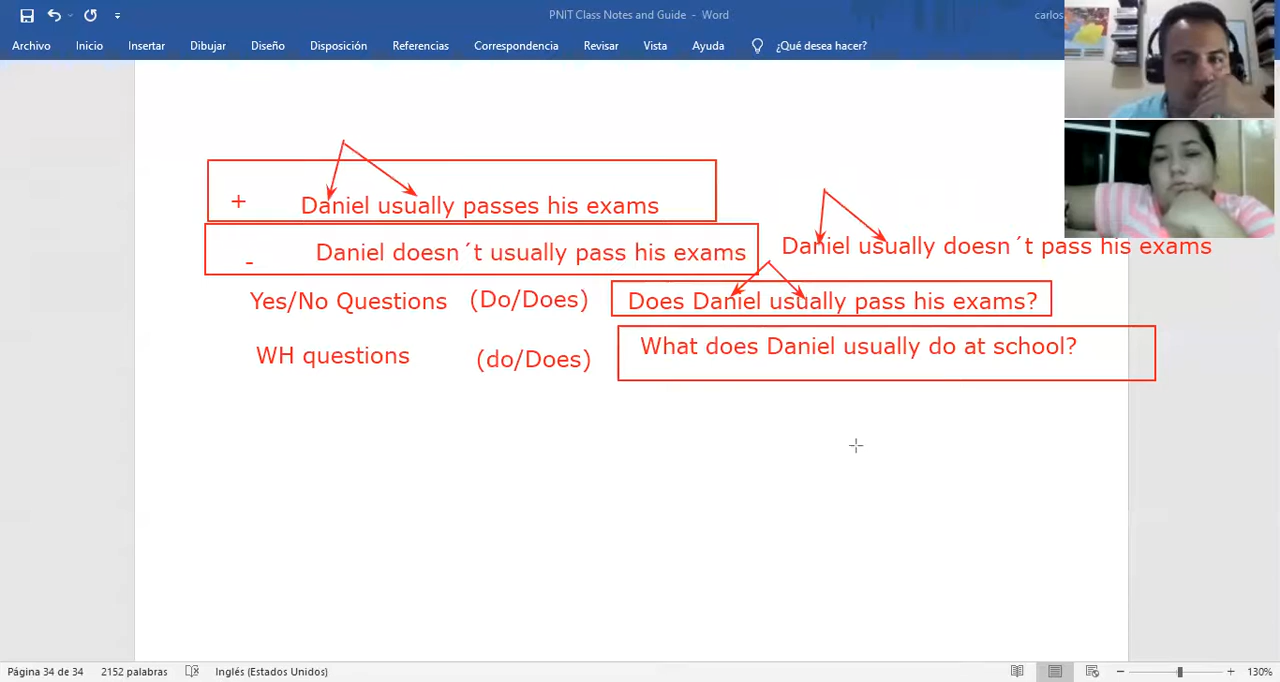 PNIT Class Notes and Guide - Word
carlos
Archivo Inicio Insertar Dibujar Diseño Disposición Referencias Correspondencia Revisar Vista Ayuda ¿Qué desea hacer?
+ Daniel usually passes his exams
- Daniel doesn´t usually pass his exams
Daniel usually doesn´t pass his exams
Yes/No Questions (Do/Does) Does Daniel usually pass his exams?
WH questions (do/Does) What does Daniel usually do at school?
Página 34 de 34 2152 palabras Inglés (Estados Unidos) - + 130%